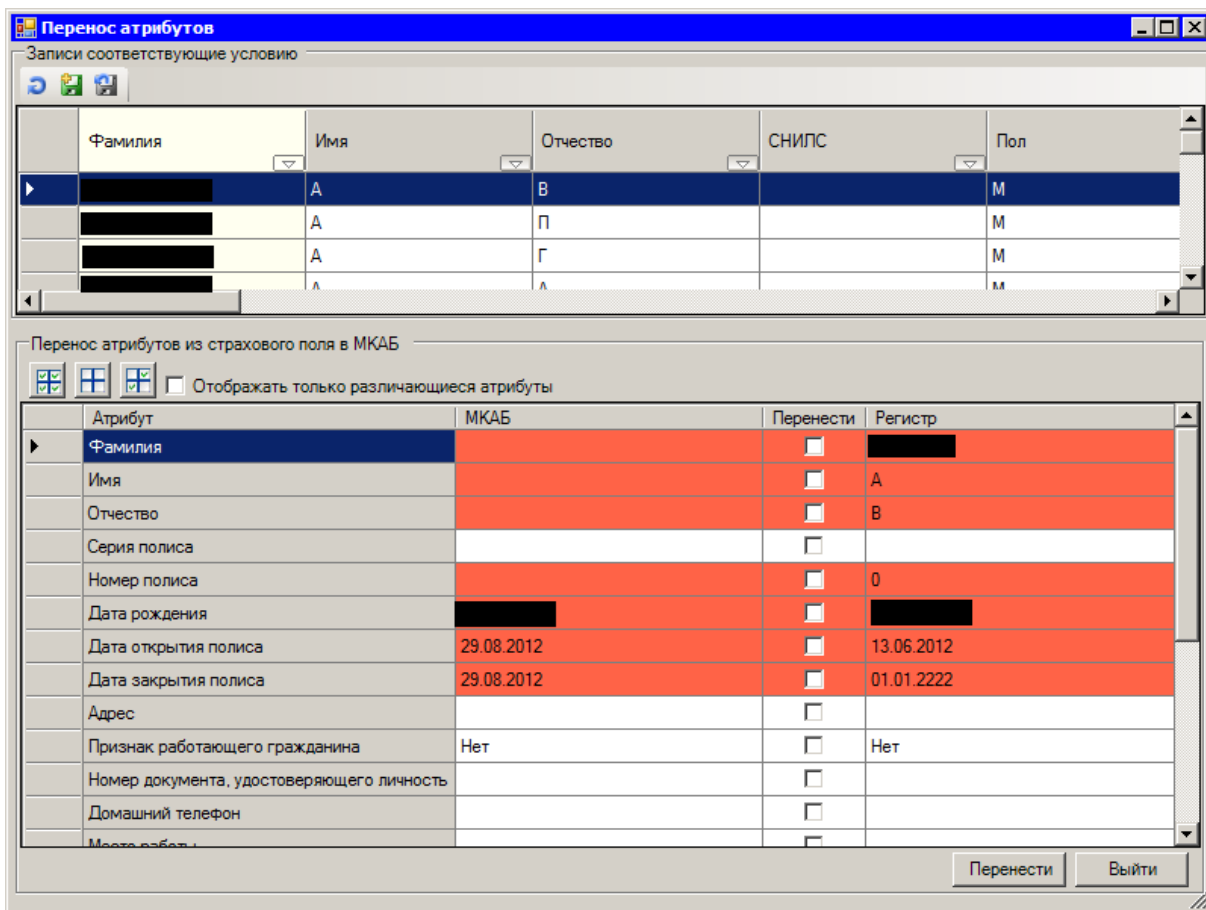 Перенос атрибутов
Записи соответствующие условию
Фамилия Имя Отчество СНИЛС Пол
А В М
А П М
А Г М
А А М
Перенос атрибутов из страхового поля в МКАБ
Отображать только различающиеся атрибуты
Атрибут МКАБ Перенести Регистр
Фамилия
Имя А
Отчество В
Серия полиса
Номер полиса 0
Дата рождения
Дата открытия полиса 29.08.2012 13.06.2012
Дата закрытия полиса 29.08.2012 01.01.2222
Адрес
Признак работающего гражданина Нет Нет
Номер документа, удостоверяющего личность
Домашний телефон
Место работы
Перенести Выйти